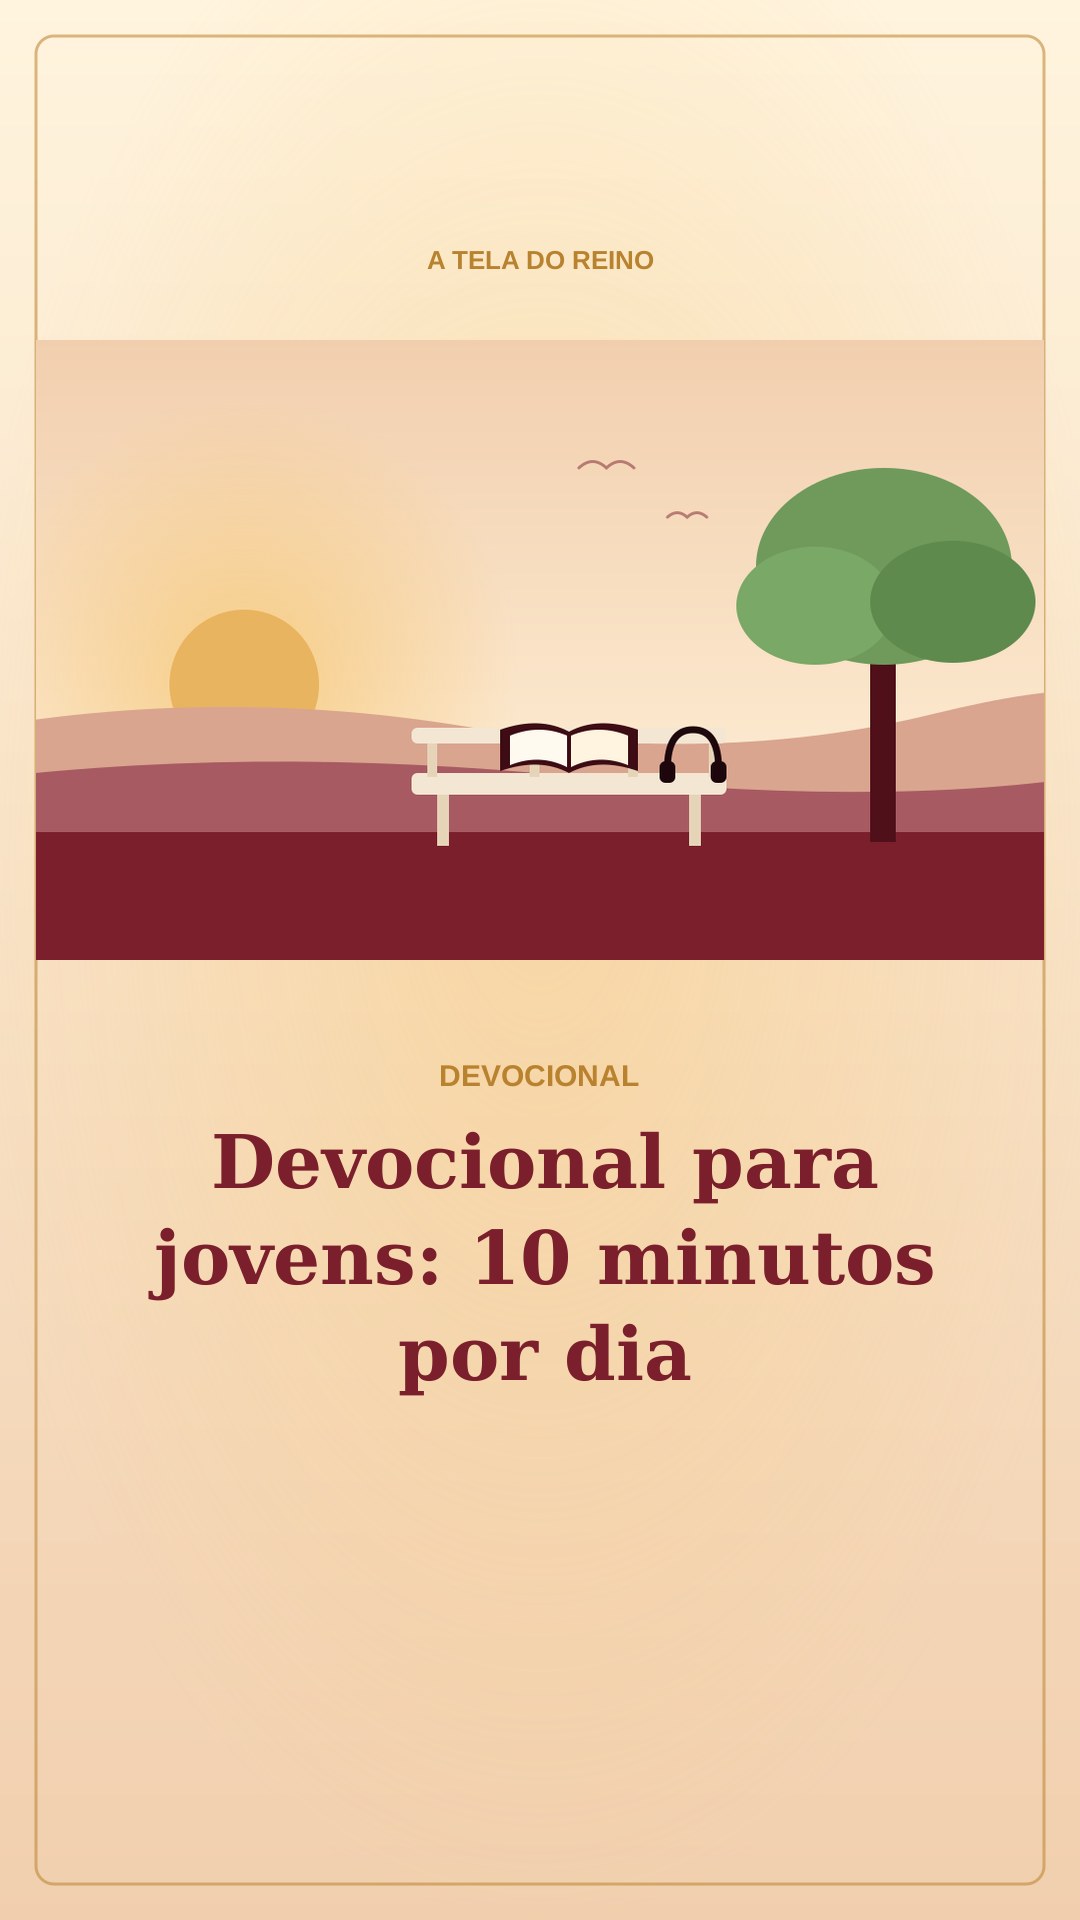 A TELA DO REINO
DEVOCIONAL
Devocional para
jovens: 10 minutos
por dia